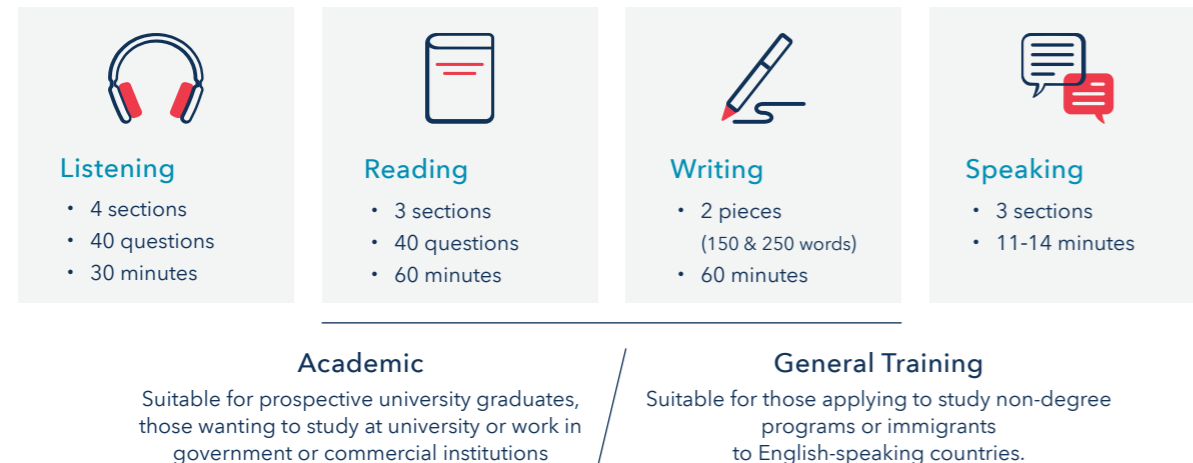 Listening
• 4 sections
• 40 questions
• 30 minutes
Reading
• 3 sections
• 40 questions
• 60 minutes
Writing
• 2 pieces
(150 & 250 words)
• 60 minutes
Speaking
• 3 sections
• 11-14 minutes
Academic
Suitable for prospective university graduates,
those wanting to study at university or work in
government or commercial institutions
General Training
Suitable for those applying to study non-degree
programs or immigrants
to English-speaking countries.